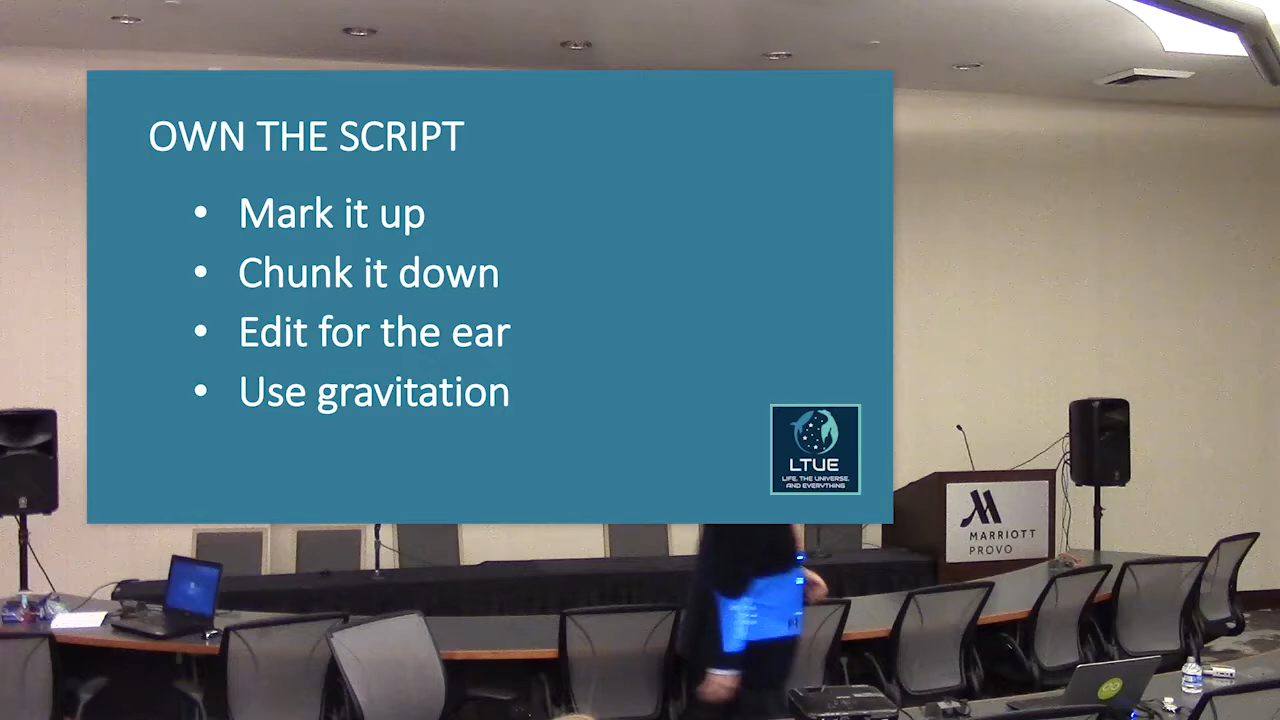 OWN THE SCRIPT
• Mark it up
• Chunk it down
• Edit for the ear
• Use gravitation
LTUE
LIFE, THE UNIVERSE,
AND EVERYTHING
MARRIOTT
PROVO